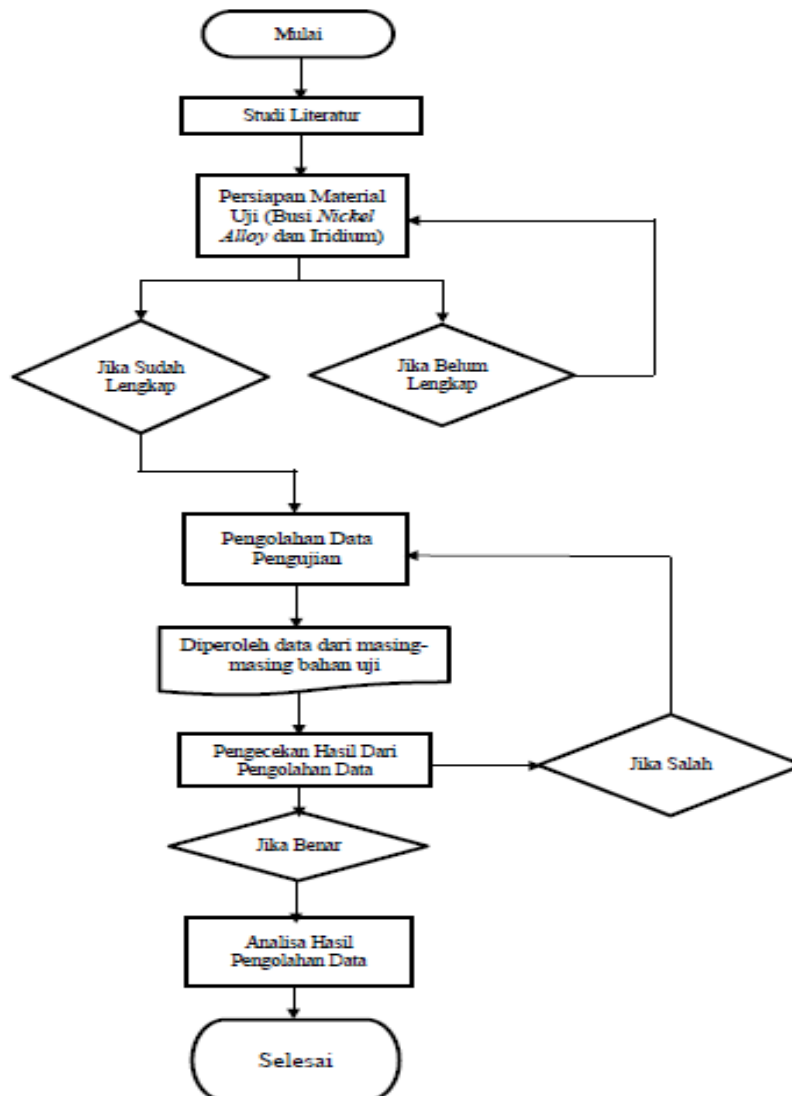 Mulai
Studi Literatur
Persiapan Material
Uji (Busi Nickel
Alloy dan Iridium)
Jika Sudah
Lengkap
Jika Belum
Lengkap
Pengolahan Data
Pengujian
Diperoleh data dari masing-
masing bahan uji
Pengecekan Hasil Dari
Pengolahan Data
Jika Salah
Jika Benar
Analisa Hasil
Pengolahan Data
Selesai